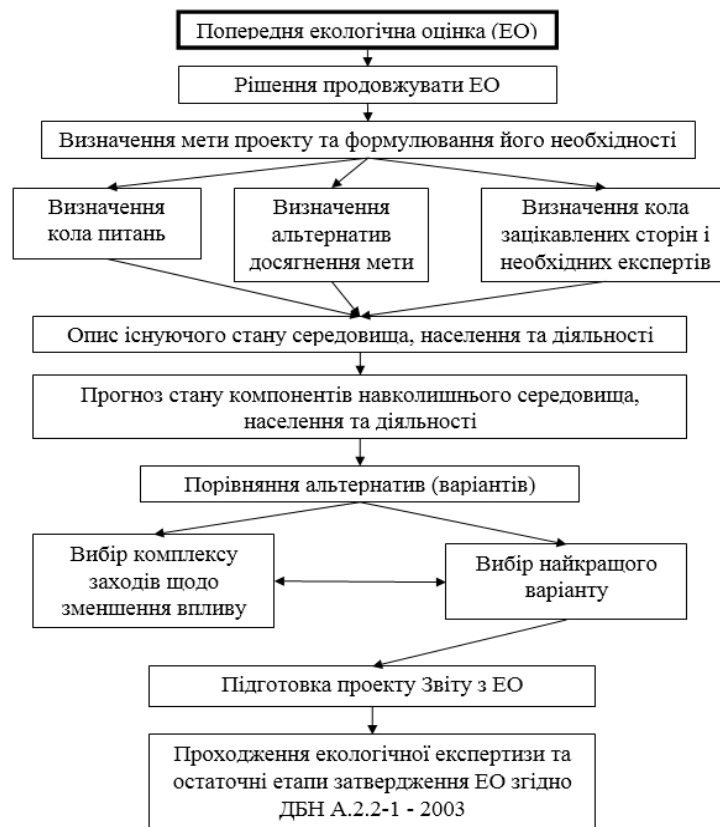 Попередня екологічна оцінка (ЕО)
Рішення продовжувати ЕО
Визначення мети проекту та формулювання його необхідності
Визначення
кола питань
Визначення
альтернатив
досягнення мети
Визначення кола
зацікавлених сторін і
необхідних експертів
Опис існуючого стану середовища, населення та діяльності
Прогноз стану компонентів навколишнього середовища,
населення та діяльності
Порівняння альтернатив (варіантів)
Вибір комплексу
заходів щодо
зменшення впливу
Вибір найкращого
варіанту
Підготовка проекту Звіту з ЕО
Проходження екологічної експертизи та
остаточні етапи затвердження ЕО згідно
ДБН А.2.2-1 - 2003